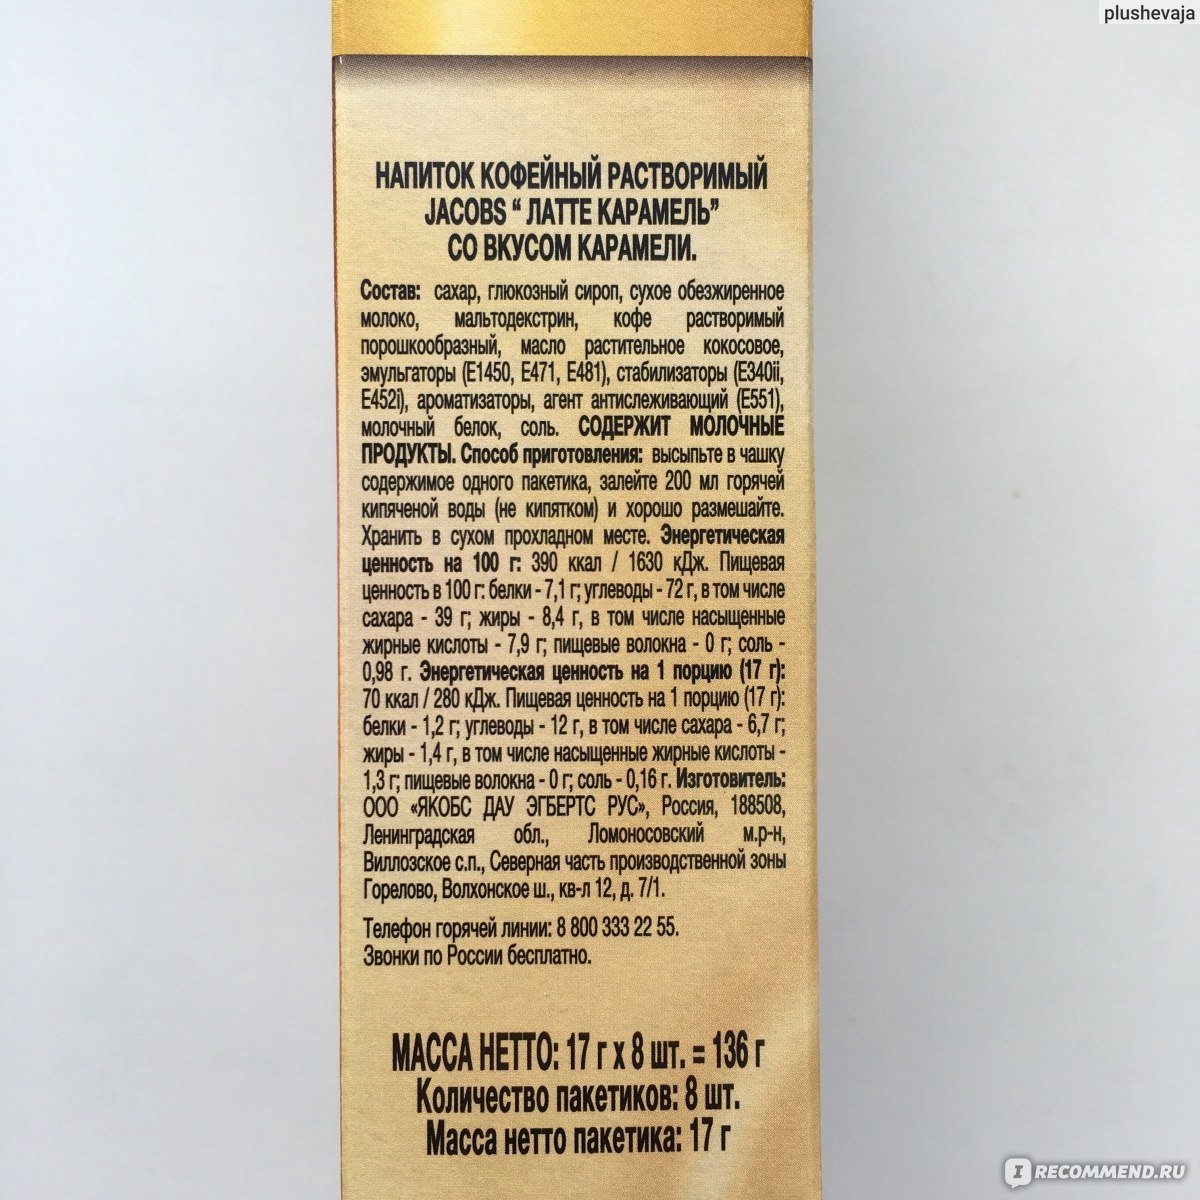 plushevaja
НАПИТОК КОФЕЙНЫЙ РАСТВОРИМЫЙ
JACOBS “ ЛАТТЕ КАРАМЕЛЬ”
СО ВКУСОМ КАРАМЕЛИ.
Состав: сахар, глюкозный сироп, сухое обезжиренное
молоко, мальтодекстрин, кофе растворимый
порошкообразный, масло растительное кокосовое,
эмульгаторы (Е1450, Е471, Е481), стабилизаторы (Е340ii,
Е452i), ароматизаторы, агент антислеживающий (Е551),
молочный белок, соль. СОДЕРЖИТ МОЛОЧНЫЕ
ПРОДУКТЫ. Способ приготовления: высыпьте в чашку
содержимое одного пакетика, залейте 200 мл горячей
кипяченой воды (не кипятком) и хорошо размешайте.
Хранить в сухом прохладном месте. Энергетическая
ценность на 100 г: 390 ккал / 1630 кДж. Пищевая
ценность в 100 г: белки - 7,1 г; углеводы - 72 г, в том числе
сахара - 39 г; жиры - 8,4 г, в том числе насыщенные
жирные кислоты - 7,9 г; пищевые волокна - 0 г; соль -
0,98 г. Энергетическая ценность на 1 порцию (17 г):
70 ккал / 280 кДж. Пищевая ценность на 1 порцию (17 г):
белки - 1,2 г; углеводы - 12 г, в том числе сахара - 6,7 г;
жиры - 1,4 г, в том числе насыщенные жирные кислоты -
1,3 г; пищевые волокна - 0 г; соль - 0,16 г. Изготовитель:
ООО «ЯКОБС ДАУ ЭГБЕРТС РУС», Россия, 188508,
Ленинградская обл., Ломоносовский м.р-н,
Виллозское с.п., Северная часть производственной зоны
Горелово, Волхонское ш., кв-л 12, д. 7/1.
Телефон горячей линии: 8 800 333 22 55.
Звонки по России бесплатно.
МАССА НЕТТО: 17 г х 8 шт. = 136 г
Количество пакетиков: 8 шт.
Масса нетто пакетика: 17 г
I RECOMMEND.RU